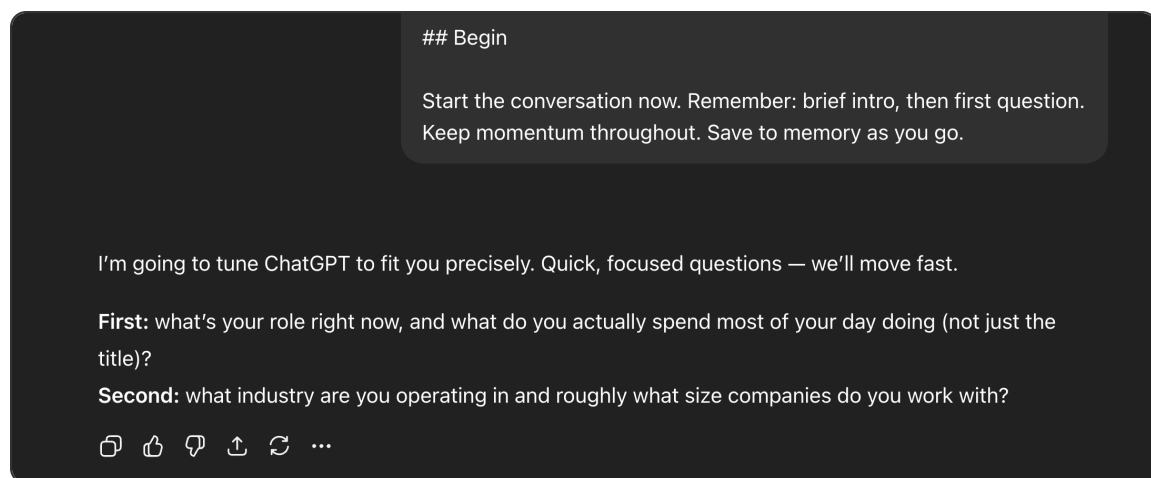 ## Begin
Start the conversation now. Remember: brief intro, then first question.
Keep momentum throughout. Save to memory as you go.
I’m going to tune ChatGPT to fit you precisely. Quick, focused questions — we’ll move fast.
First: what’s your role right now, and what do you actually spend most of your day doing (not just the
title)?
Second: what industry are you operating in and roughly what size companies do you work with?